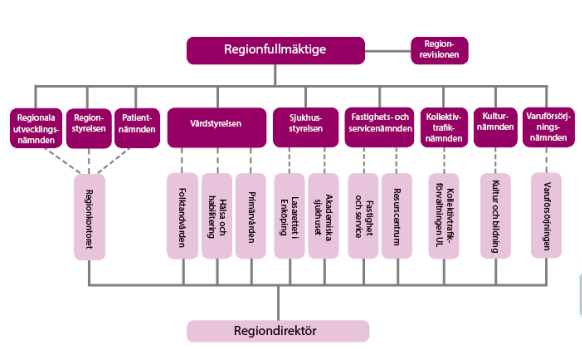 Regionfullmäktige
Region-
revisionen
Regionala
utvecklings-
nämnden
Region-
styrelsen
Patient-
nämnden
Vårdstyrelsen
Sjukhus-
styrelsen
Fastighets- och
servicenämnden
Kollektiv-
trafik-
nämnden
Kultur-
nämnden
Varuförsörj-
nings-
nämnden
Regionkontoret
Folktandvården
Hälsa och
habilitering
Primärvården
Lasarettet i
Enköping
Akademiska
sjukhuset
Fastighet
och service
Resurscentrum
Kollektivtrafik-
förvaltningen UL
Kultur och bildning
Varuförsörjningen
Regiondirektör